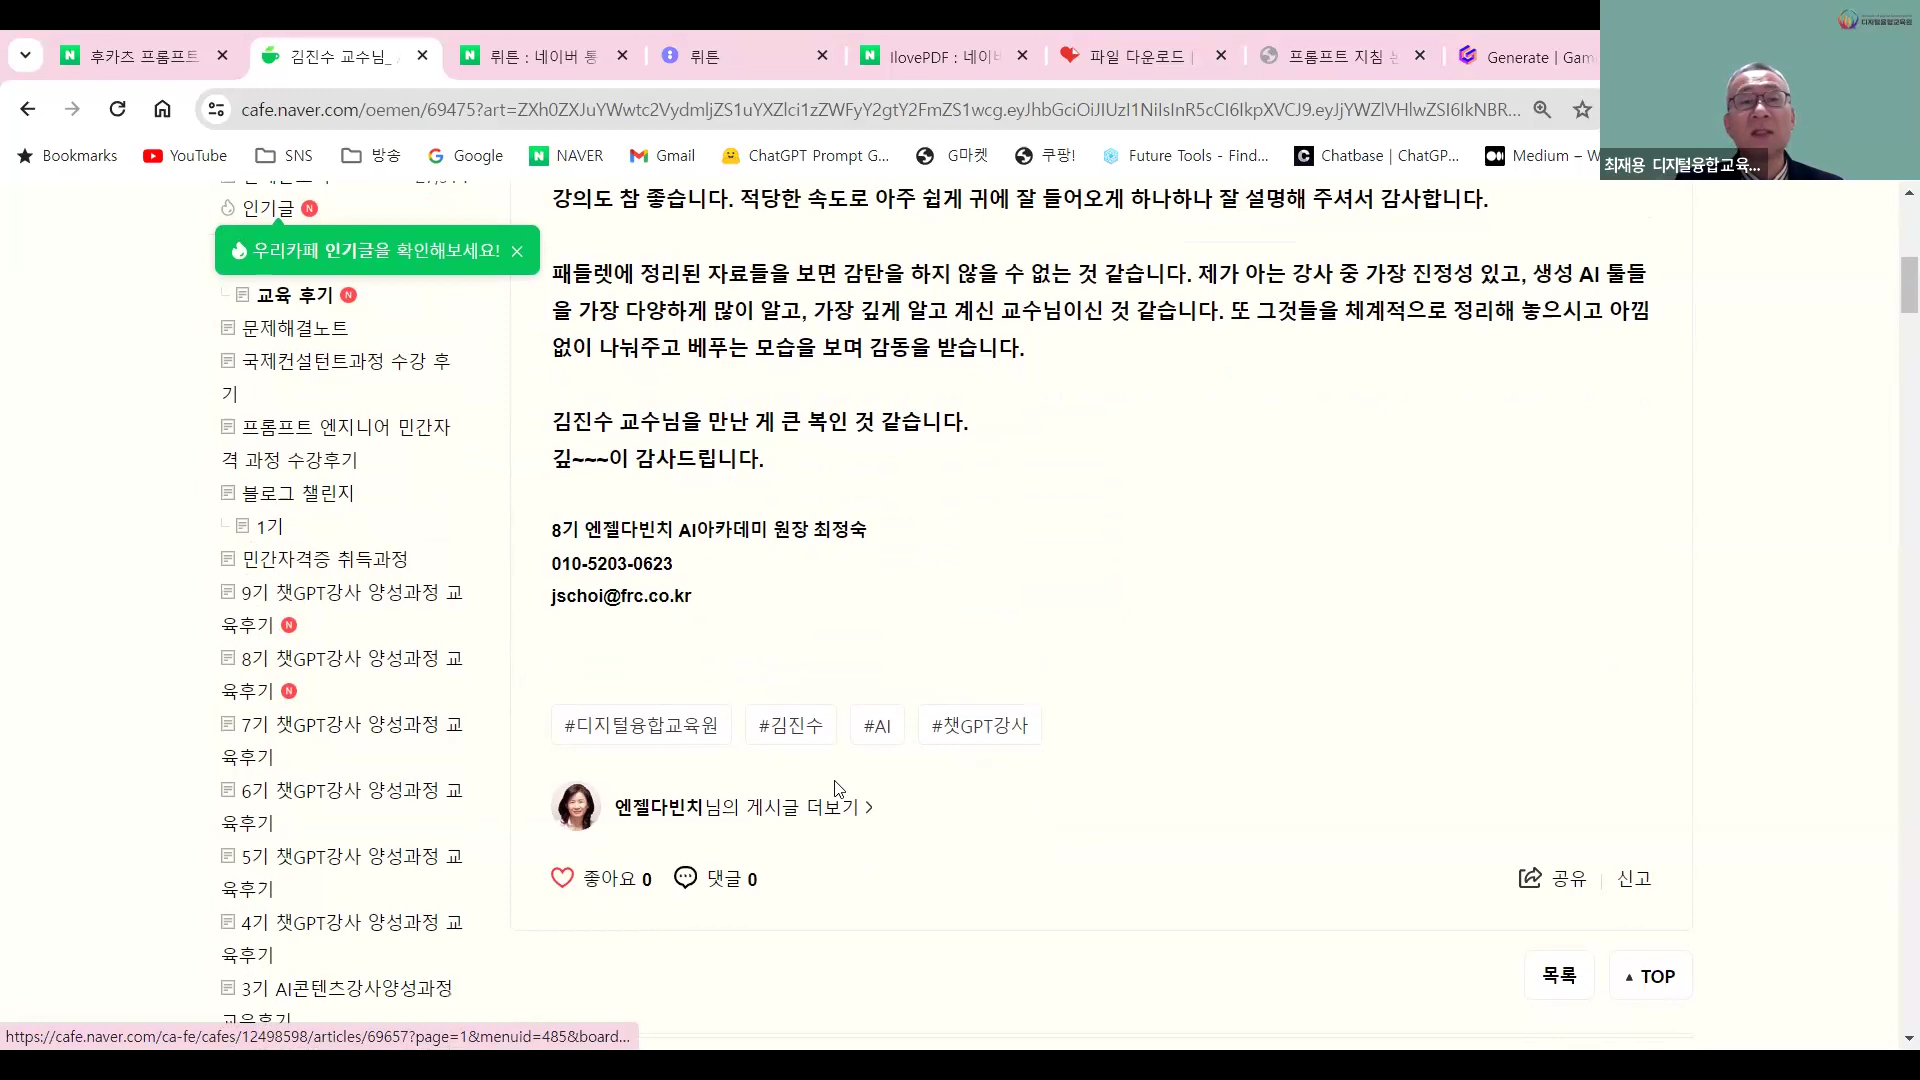 디지털융합교육원
후카츠 프롬프트
김진수 교수님_
뤼튼 : 네이버 통
뤼튼
IlovePDF : 네이버
파일 다운로드 |
프롬프트 지침
Generate | Gam
cafe.naver.com/oemen/69475?art=ZXh0ZXJuYWwtc2VydmljZS1uYXZlci1zZWFyY2gtY2FmZS1wcg.eyJhbGciOiJIUzI1NiIsInR5cCI6IkpXVCJ9.eyJjYWZlVHlwZSI6IkNBR...
Bookmarks
YouTube
SNS
방송
Google
NAVER
Gmail
ChatGPT Prompt G...
G마켓
쿠팡!
Future Tools - Find...
Chatbase | ChatGP...
Medium – W
최재용 디지털융합교육...
인기글
우리카페 인기글을 확인해보세요!
교육 후기
문제해결노트
국제컨설턴트과정 수강 후
기
프롬프트 엔지니어 민간자
격 과정 수강후기
블로그 챌린지
1기
민간자격증 취득과정
9기 챗GPT강사 양성과정 교
육후기
8기 챗GPT강사 양성과정 교
육후기
7기 챗GPT강사 양성과정 교
육후기
6기 챗GPT강사 양성과정 교
육후기
5기 챗GPT강사 양성과정 교
육후기
4기 챗GPT강사 양성과정 교
육후기
3기 AI콘텐츠강사양성과정
교육후기
강의도 참 좋습니다. 적당한 속도로 아주 쉽게 귀에 잘 들어오게 하나하나 잘 설명해 주셔서 감사합니다.
패들렛에 정리된 자료들을 보면 감탄을 하지 않을 수 없는 것 같습니다. 제가 아는 강사 중 가장 진정성 있고, 생성 AI 툴들
을 가장 다양하게 많이 알고, 가장 깊게 알고 계신 교수님이신 것 같습니다. 또 그것들을 체계적으로 정리해 놓으시고 아낌
없이 나눠주고 베푸는 모습을 보며 감동을 받습니다.
김진수 교수님을 만난 게 큰 복인 것 같습니다.
깊~~~이 감사드립니다.
8기 엔젤다빈치 AI아카데미 원장 최정숙
010-5203-0623
jschoi@frc.co.kr
#디지털융합교육원
#김진수
#AI
#챗GPT강사
엔젤다빈치님의 게시글 더보기
좋아요 0
댓글 0
공유
신고
목록
TOP
https://cafe.naver.com/ca-fe/cafes/12498598/articles/69657?page=1&menuid=485&board...